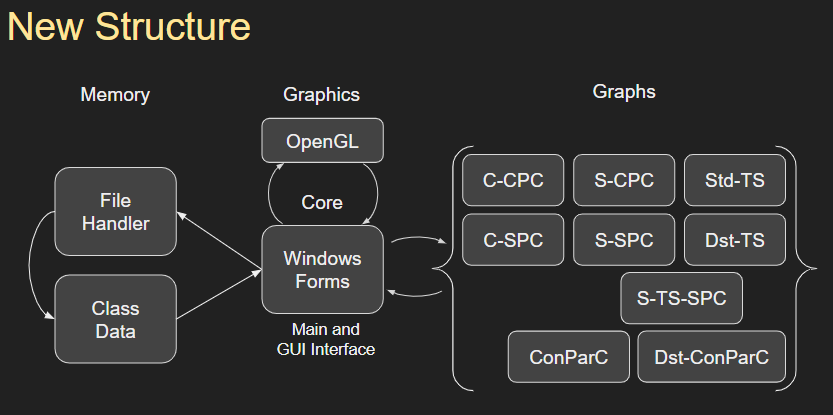 New Structure
Memory
Graphics
Graphs
OpenGL
Core
File
Handler
Class
Data
Windows
Forms
Main and
GUI Interface
C-CPC
S-CPC
Std-TS
C-SPC
S-SPC
Dst-TS
S-TS-SPC
ConParC
Dst-ConParC